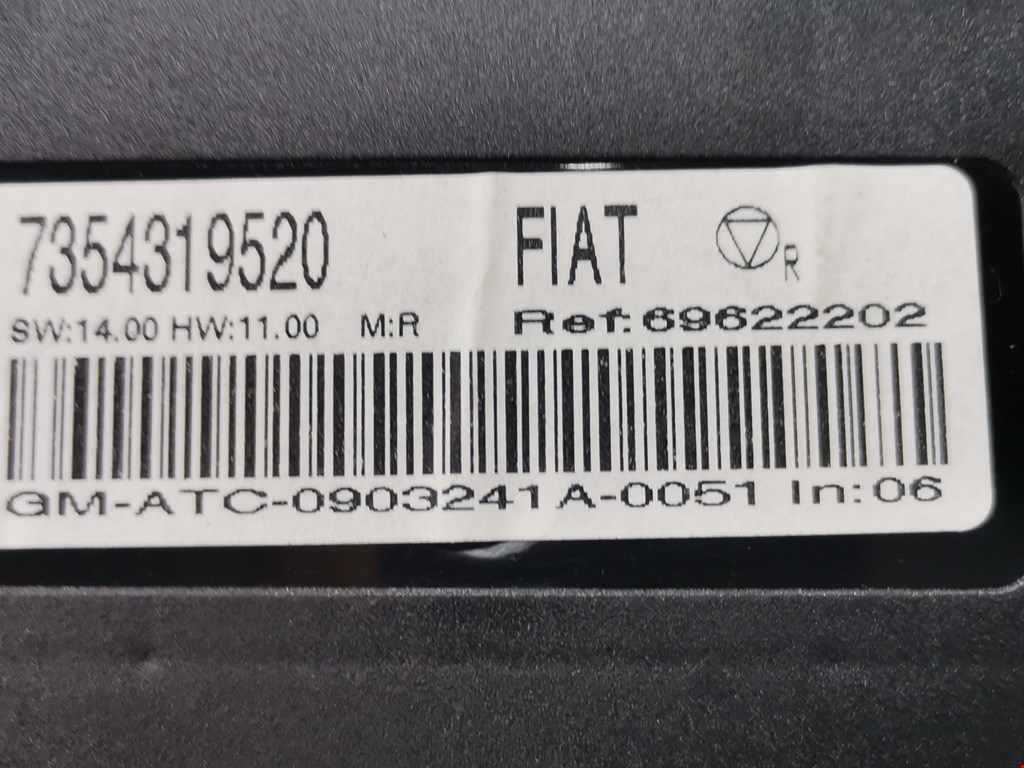 7354319520 FIAT R
SW:14.00 HW:11.00 M:R Ref:69622202
GM-ATC-0903241A-0051 In:06